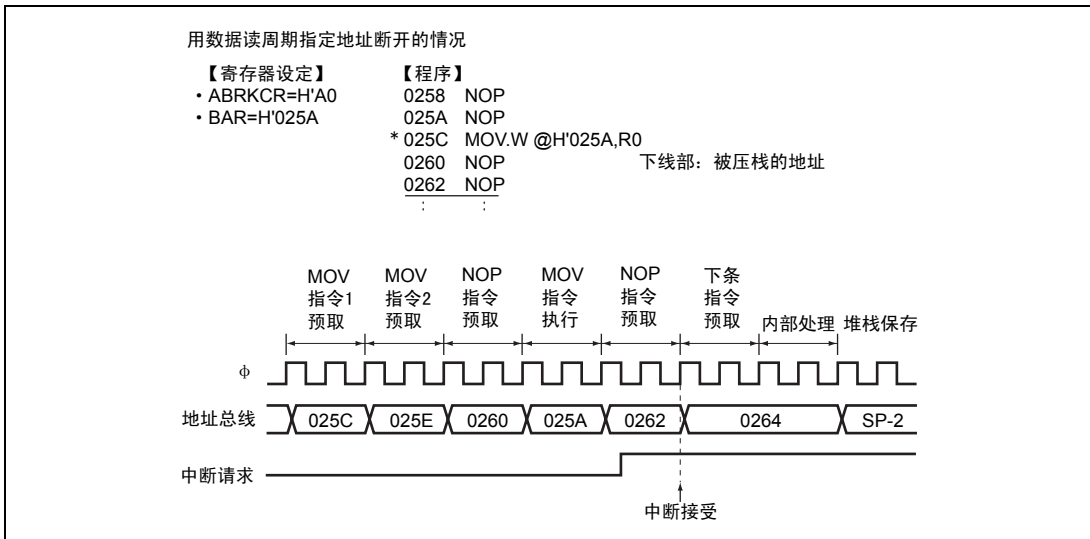 用数据读周期指定地址断开的情况
【寄存器设定】 【程序】
・ABRKCR=H'A0 0258 NOP
・BAR=H'025A 025A NOP
* 025C MOV.W @H'025A,R0
0260 NOP 下线部：被压栈的地址
0262 NOP
: :
MOV MOV NOP MOV NOP 下条
指令1 指令2 指令 指令 指令 指令
预取 预取 预取 执行 预取 预取 内部处理 堆栈保存
φ
地址总线 025C 025E 0260 025A 0262 0264 SP-2
中断请求
中断接受